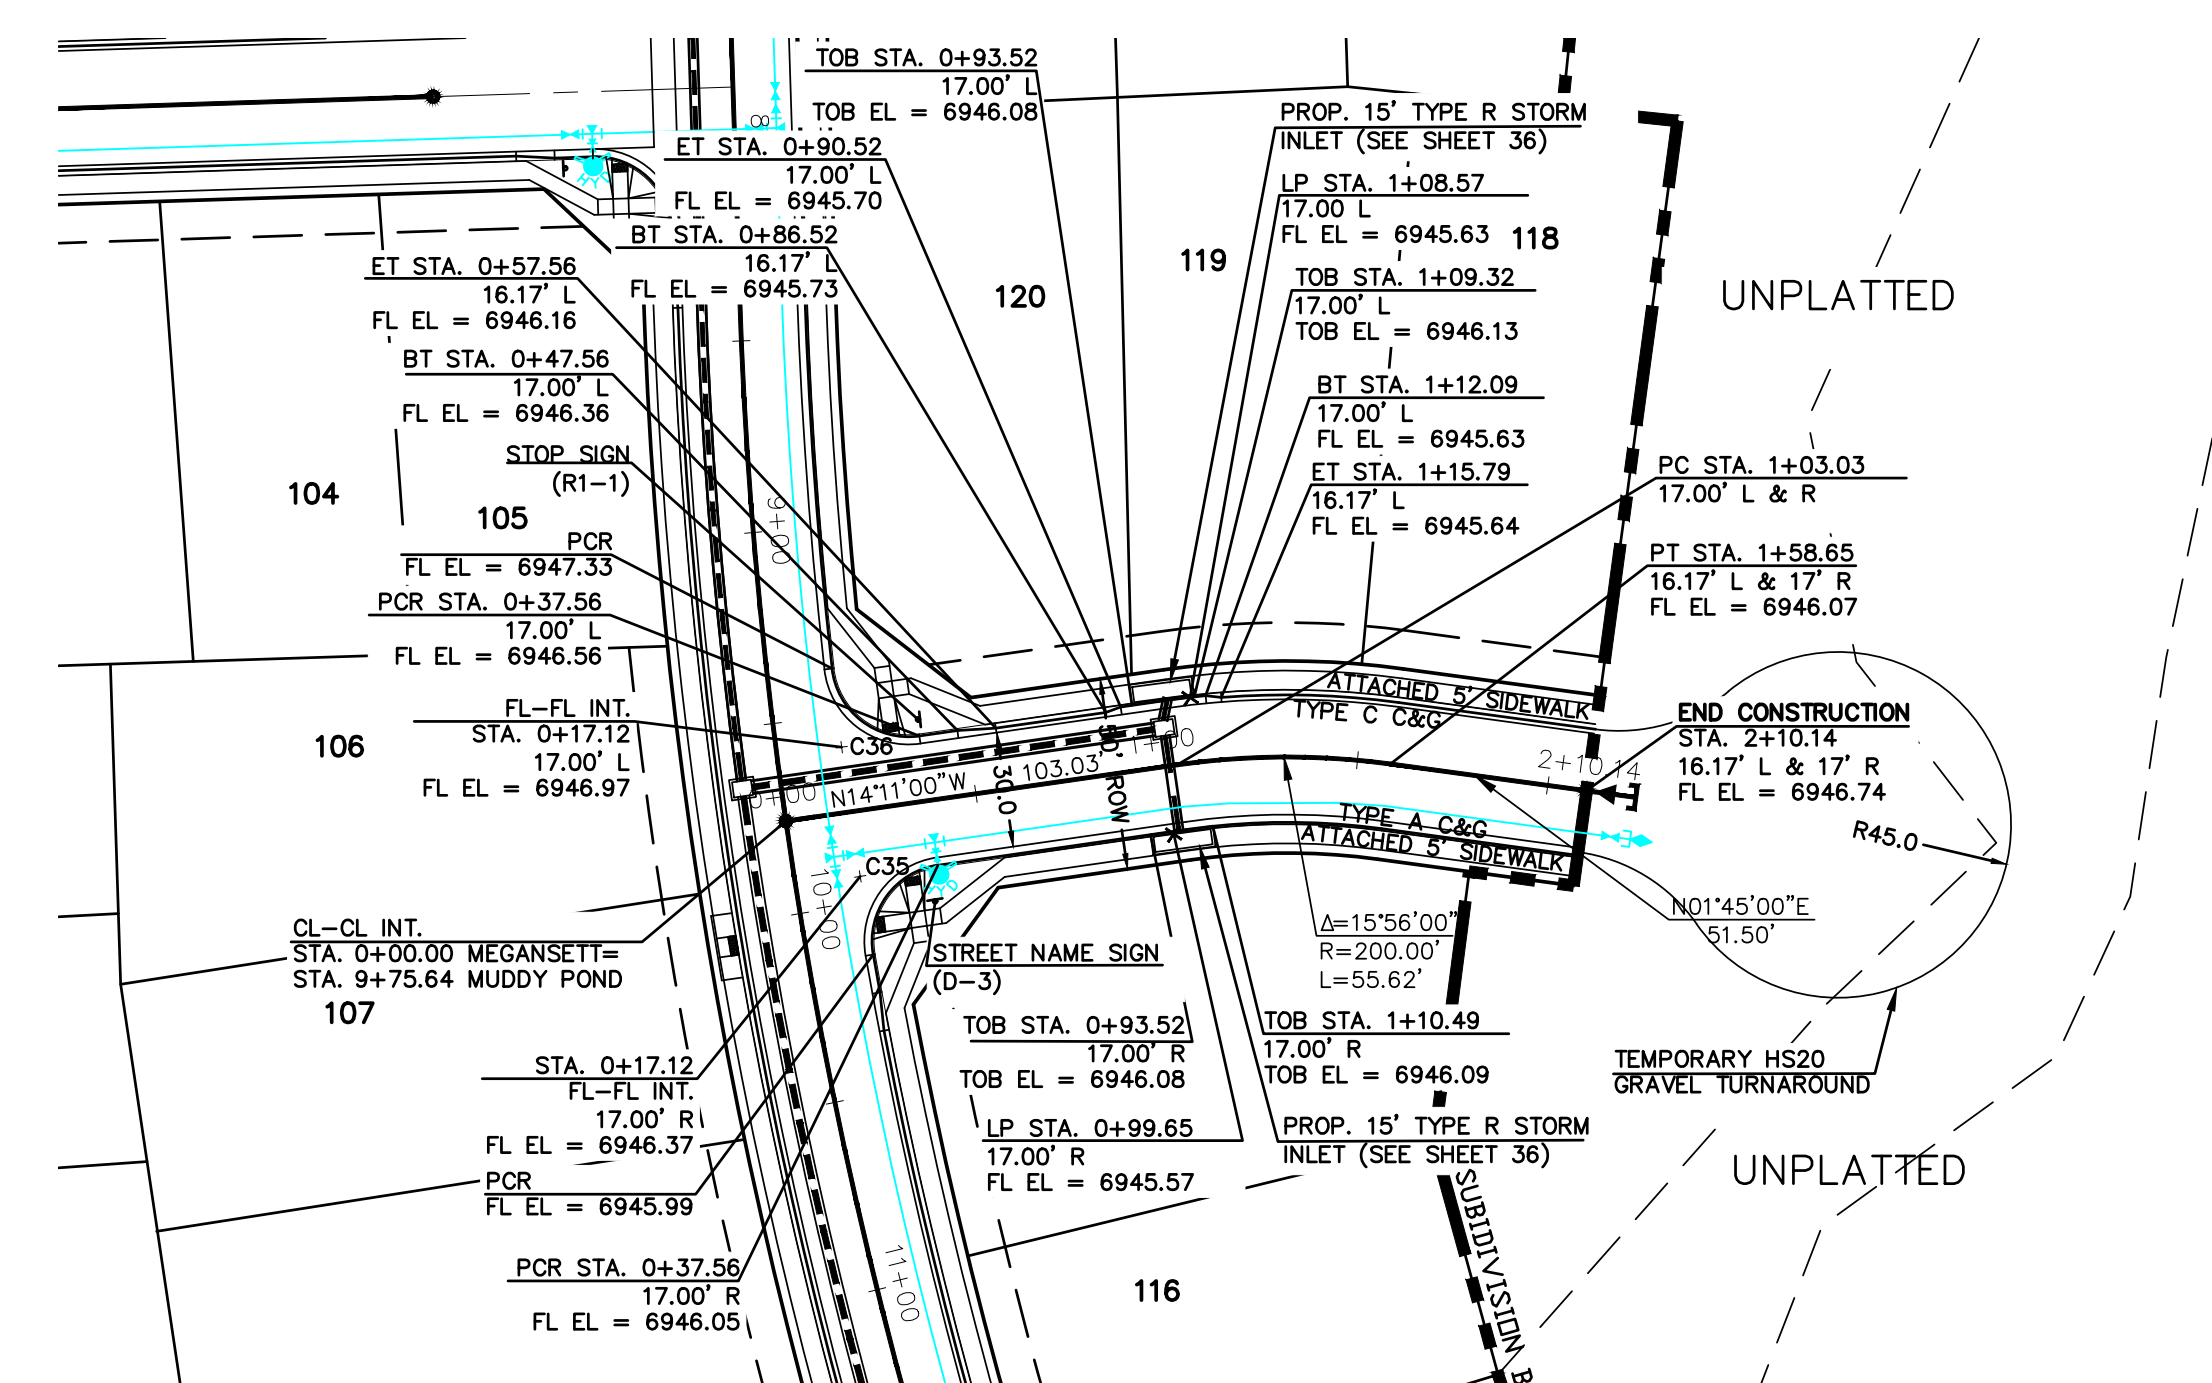 TOB STA. 0+93.52
17.00' L
TOB EL = 6946.08
8
ET STA. 0+90.52
17.00' L
FL EL = 6945.70
BT STA. 0+86.52
16.17' L
FL EL = 6945.73
HYD
ET STA. 0+57.56
16.17' L
FL EL = 6946.16
BT STA. 0+47.56
17.00' L
FL EL = 6946.36
STOP SIGN
(R1-1)
PCR
FL EL = 6947.33
PCR STA. 0+37.56
17.00' L
FL EL = 6946.56
FL-FL INT.
STA. 0+17.12
17.00' L
FL EL = 6946.97
CL-CL INT.
STA. 0+00.00 MEGANSETT=
STA. 9+75.64 MUDDY POND
STA. 0+17.12
FL-FL INT.
17.00' R
FL EL = 6946.37
PCR
FL EL = 6945.99
PCR STA. 0+37.56
17.00' R
FL EL = 6946.05
104
105
106
107
120
119
118
116
PROP. 15' TYPE R STORM
INLET (SEE SHEET 36)
LP STA. 1+08.57
17.00 L
FL EL = 6945.63
TOB STA. 1+09.32
17.00' L
TOB EL = 6946.13
BT STA. 1+12.09
17.00' L
FL EL = 6945.63
ET STA. 1+15.79
16.17' L
FL EL = 6945.64
UNPLATTED
PC STA. 1+03.03
17.00' L & R
PT STA. 1+58.65
16.17' L & 17' R
FL EL = 6946.07
END CONSTRUCTION
STA. 2+10.14
16.17' L & 17' R
FL EL = 6946.74
R45.0
9+00
C36
0+00
N14°11'00"W
103.03'
30.0
50' ROW
1+00
2+10.14
ATTACHED 5' SIDEWALK
TYPE C C&G
TYPE A C&G
ATTACHED 5' SIDEWALK
C35
HYD
10+00
11+00
STREET NAME SIGN
(D-3)
Δ=15°56'00"
R=200.00'
L=55.62'
N01°45'00"E
51.50'
TOB STA. 0+93.52
17.00' R
TOB EL = 6946.08
LP STA. 0+99.65
17.00' R
FL EL = 6945.57
TOB STA. 1+10.49
17.00' R
TOB EL = 6946.09
PROP. 15' TYPE R STORM
INLET (SEE SHEET 36)
TEMPORARY HS20
GRAVEL TURNAROUND
UNPLATTED
SUBIDIVISION B